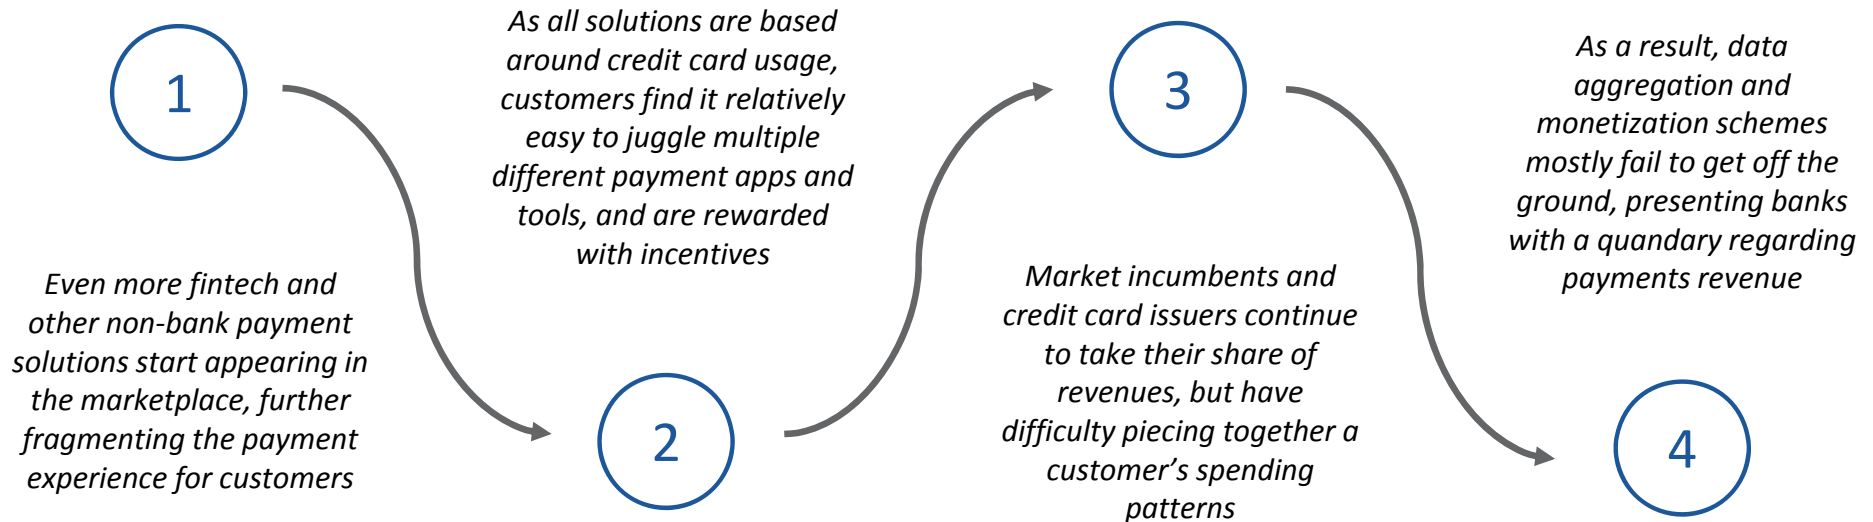 1
Even more fintech and
other non-bank payment
solutions start appearing in
the marketplace, further
fragmenting the payment
experience for customers
As all solutions are based
around credit card usage,
customers find it relatively
easy to juggle multiple
different payment apps and
tools, and are rewarded
with incentives
2
3
Market incumbents and
credit card issuers continue
to take their share of
revenues, but have
difficulty piecing together a
customer’s spending
patterns
As a result, data
aggregation and
monetization schemes
mostly fail to get off the
ground, presenting banks
with a quandary regarding
payments revenue
4